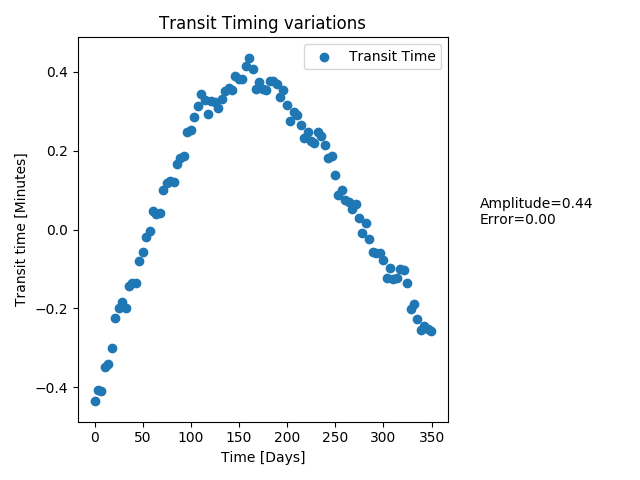 Transit Timing variations
Transit Time
Transit time [Minutes]
0.4
0.2
0.0
−0.2
−0.4
0 50 100 150 200 250 300 350
Time [Days]
Amplitude=0.44
Error=0.00